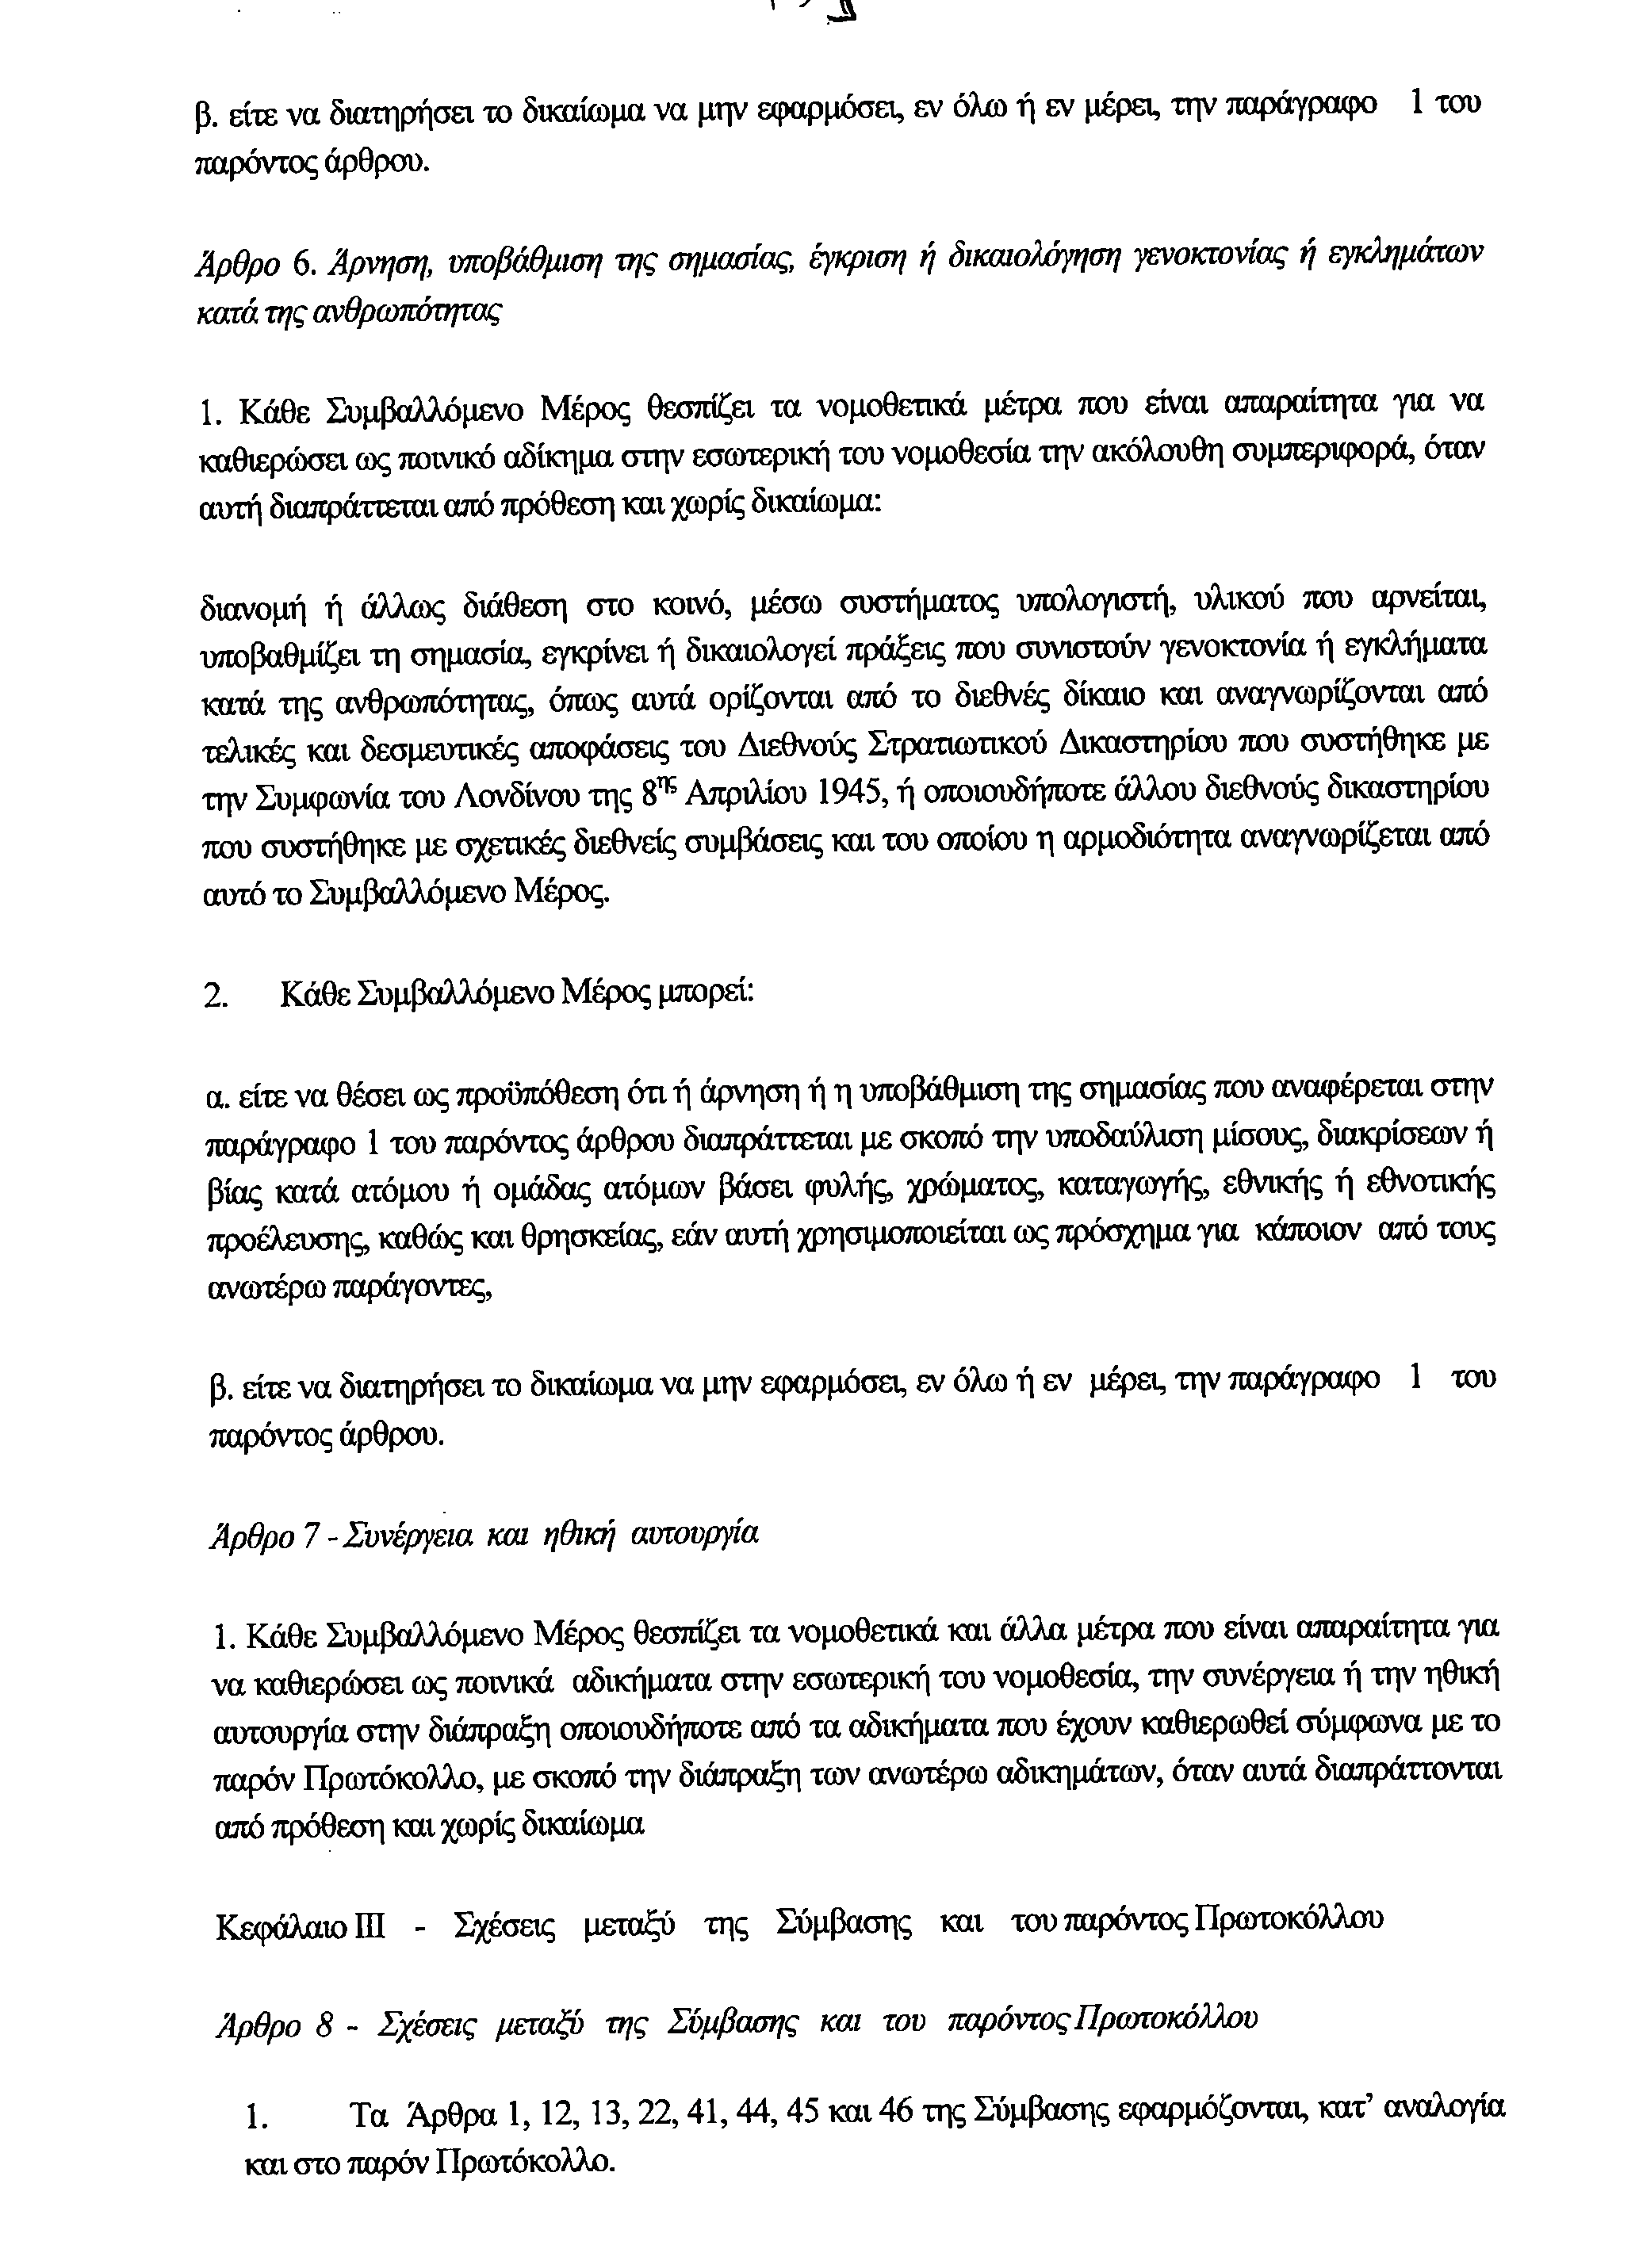 β. είτε να διατηρήσει το δικαίωμα να μην εφαρμόσει, εν όλω ή εν μέρει, την παράγραφο 1 του
παρόντος άρθρου.
Άρθρο 6. Άρνηση, υποβάθμιση της σημασίας, έγκριση ή δικαιολόγηση γενοκτονίας ή εγκλημάτων
κατά της ανθρωπότητας
1. Κάθε Συμβαλλόμενο Μέρος θεσπίζει τα νομοθετικά μέτρα που είναι απαραίτητα για να
καθιερώσει ως ποινικό αδίκημα στην εσωτερική του νομοθεσία την ακόλουθη συμπεριφορά, όταν
αυτή διαπράττεται από πρόθεση και χωρίς δικαίωμα:
διανομή ή άλλως διάθεση στο κοινό, μέσω συστήματος υπολογιστή, υλικού που αρνείται,
υποβαθμίζει τη σημασία, εγκρίνει ή δικαιολογεί πράξεις που συνιστούν γενοκτονία ή εγκλήματα
κατά της ανθρωπότητας, όπως αυτά ορίζονται από το διεθνές δίκαιο και αναγνωρίζονται από
τελικές και δεσμευτικές αποφάσεις του Διεθνούς Στρατιωτικού Δικαστηρίου που συστήθηκε με
την Συμφωνία του Λονδίνου της 8ης Απριλίου 1945, ή οποιουδήποτε άλλου διεθνούς δικαστηρίου
που συστήθηκε με σχετικές διεθνείς συμβάσεις και του οποίου η αρμοδιότητα αναγνωρίζεται από
αυτό το Συμβαλλόμενο Μέρος.
2. Κάθε Συμβαλλόμενο Μέρος μπορεί:
α. είτε να θέσει ως προϋπόθεση ότι ή άρνηση ή η υποβάθμιση της σημασίας που αναφέρεται στην
παράγραφο 1 του παρόντος άρθρου διαπράττεται με σκοπό την υποδαύλιση μίσους, διακρίσεων ή
βίας κατά ατόμου ή ομάδας ατόμων βάσει φυλής, χρώματος, καταγωγής, εθνικής ή εθνοτικής
προέλευσης, καθώς και θρησκείας, εάν αυτή χρησιμοποιείται ως πρόσχημα για κάποιον από τους
ανωτέρω παράγοντες,
β. είτε να διατηρήσει το δικαίωμα να μην εφαρμόσει, εν όλω ή εν μέρει, την παράγραφο 1 του
παρόντος άρθρου.
Άρθρο 7 - Συνέργεια και ηθική αυτουργία
1. Κάθε Συμβαλλόμενο Μέρος θεσπίζει τα νομοθετικά και άλλα μέτρα που είναι απαραίτητα για
να καθιερώσει ως ποινικά αδικήματα στην εσωτερική του νομοθεσία, την συνέργεια ή την ηθική
αυτουργία στην διάπραξη οποιουδήποτε από τα αδικήματα που έχουν καθιερωθεί σύμφωνα με το
παρόν Πρωτόκολλο, με σκοπό την διάπραξη των ανωτέρω αδικημάτων, όταν αυτά διαπράττονται
από πρόθεση και χωρίς δικαίωμα
Κεφάλαιο III - Σχέσεις μεταξύ της Σύμβασης και του παρόντος Πρωτοκόλλου
Άρθρο 8 - Σχέσεις μεταξύ της Σύμβασης και του παρόντος Πρωτοκόλλου
1. Τα Άρθρα 1, 12, 13, 22, 41, 44, 45 και 46 της Σύμβασης εφαρμόζονται, κατ’ αναλογία
και στο παρόν Πρωτόκολλο.